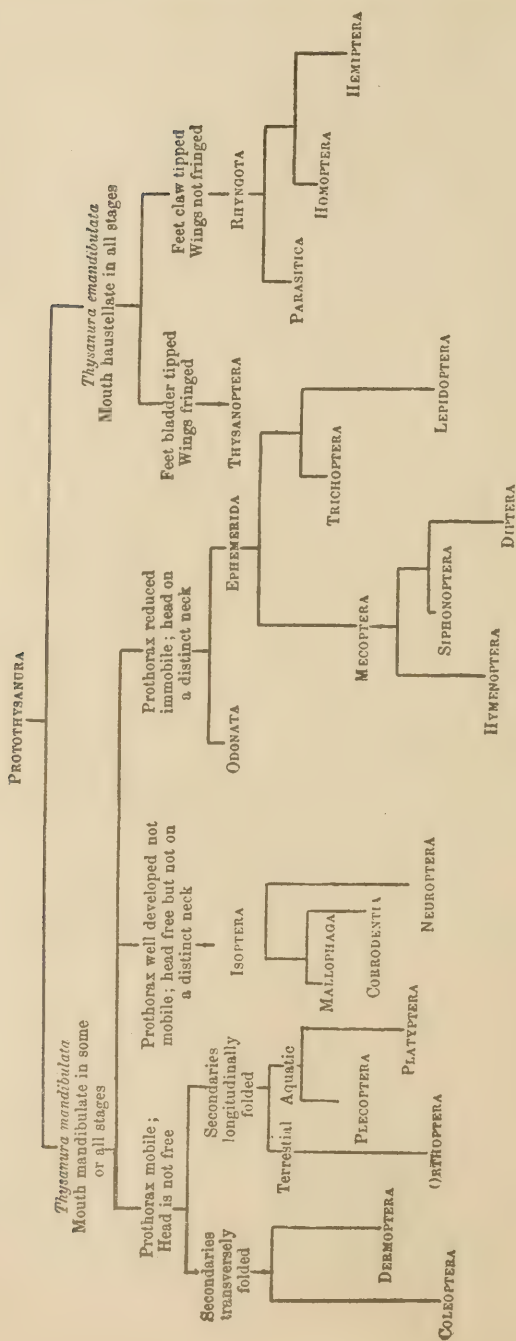 PROTOTHYSANURA
Thysanura mandibulata
Mouth mandibulate in some
or all stages
Thysanura emandibulata
Mouth haustellate in all stages
Prothorax mobile;
Head is not free
Prothorax well developed not
mobile; head free but not on
a distinct neck
Prothorax reduced
immobile; head on
a distinct neck
Feet bladder tipped
Wings fringed
Feet claw tipped
Wings not fringed
Secondaries
transversely
folded
Secondaries
longitudinally
folded
ISOPTERA
ODONATA
EPHEMERIDA
THYSANOPTERA
RHYNGOTA
Terrestial
Aquatic
MALLOPHAGA
CORRODENTIA
NEUROPTERA
MECOPTERA
TRICHOPTERA
LEPIDOPTERA
PARASITICA
HOMOPTERA
HEMIPTERA
COLEOPTERA
DERMOPTERA
ORTHOPTERA
PLECOPTERA
PLATYPTERA
HYMENOPTERA
SIPHONOPTERA
DIPTERA